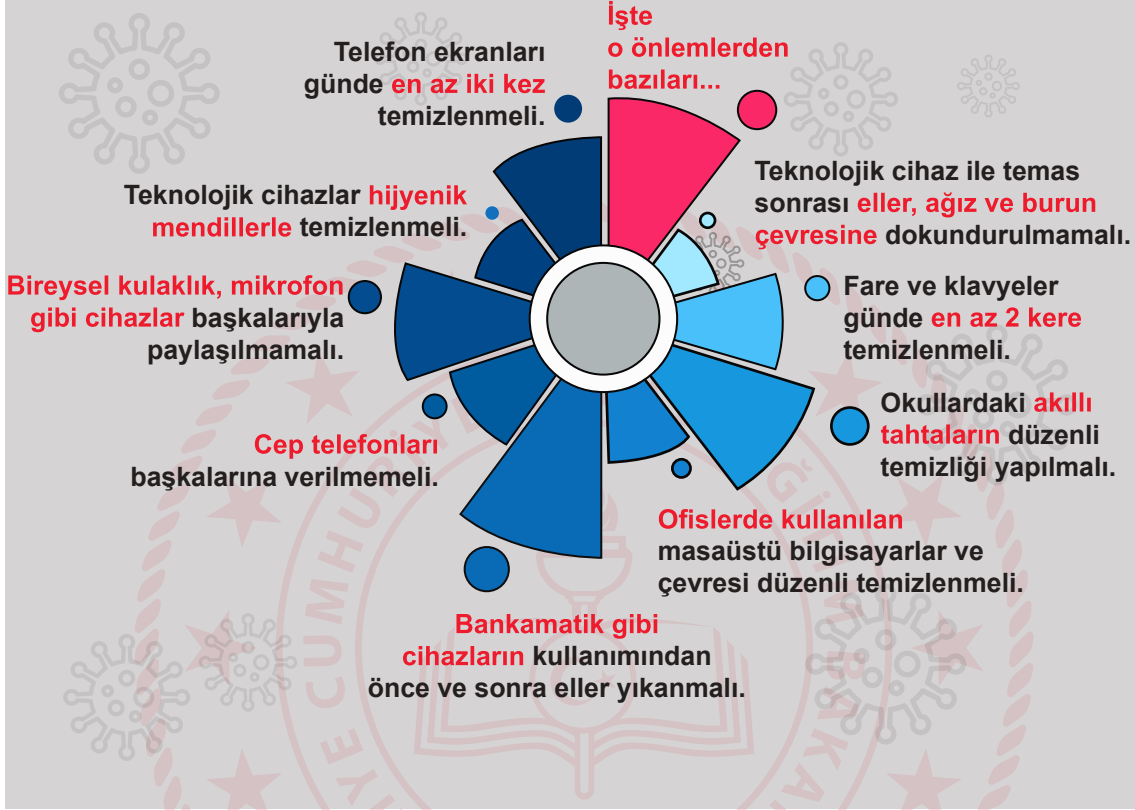 İşte
o önlemlerden
bazıları...
Teknolojik cihaz ile temas
sonrası eller, ağız ve burun
çevresine dokundurulmamalı.
Fare ve klavyeler
günde en az 2 kere
temizlenmeli.
Okullardaki akıllı
tahtaların düzenli
temizliği yapılmalı.
Ofislerde kullanılan
masaüstü bilgisayarlar ve
çevresi düzenli temizlenmeli.
Bankamatik gibi
cihazların kullanımından
önce ve sonra eller yıkanmalı.
Cep telefonları
başkalarına verilmemeli.
Bireysel kulaklık, mikrofon
gibi cihazlar başkalarıyla
paylaşılmamalı.
Teknolojik cihazlar hijyenik
mendillerle temizlenmeli.
Telefon ekranları
günde en az iki kez
temizlenmeli.